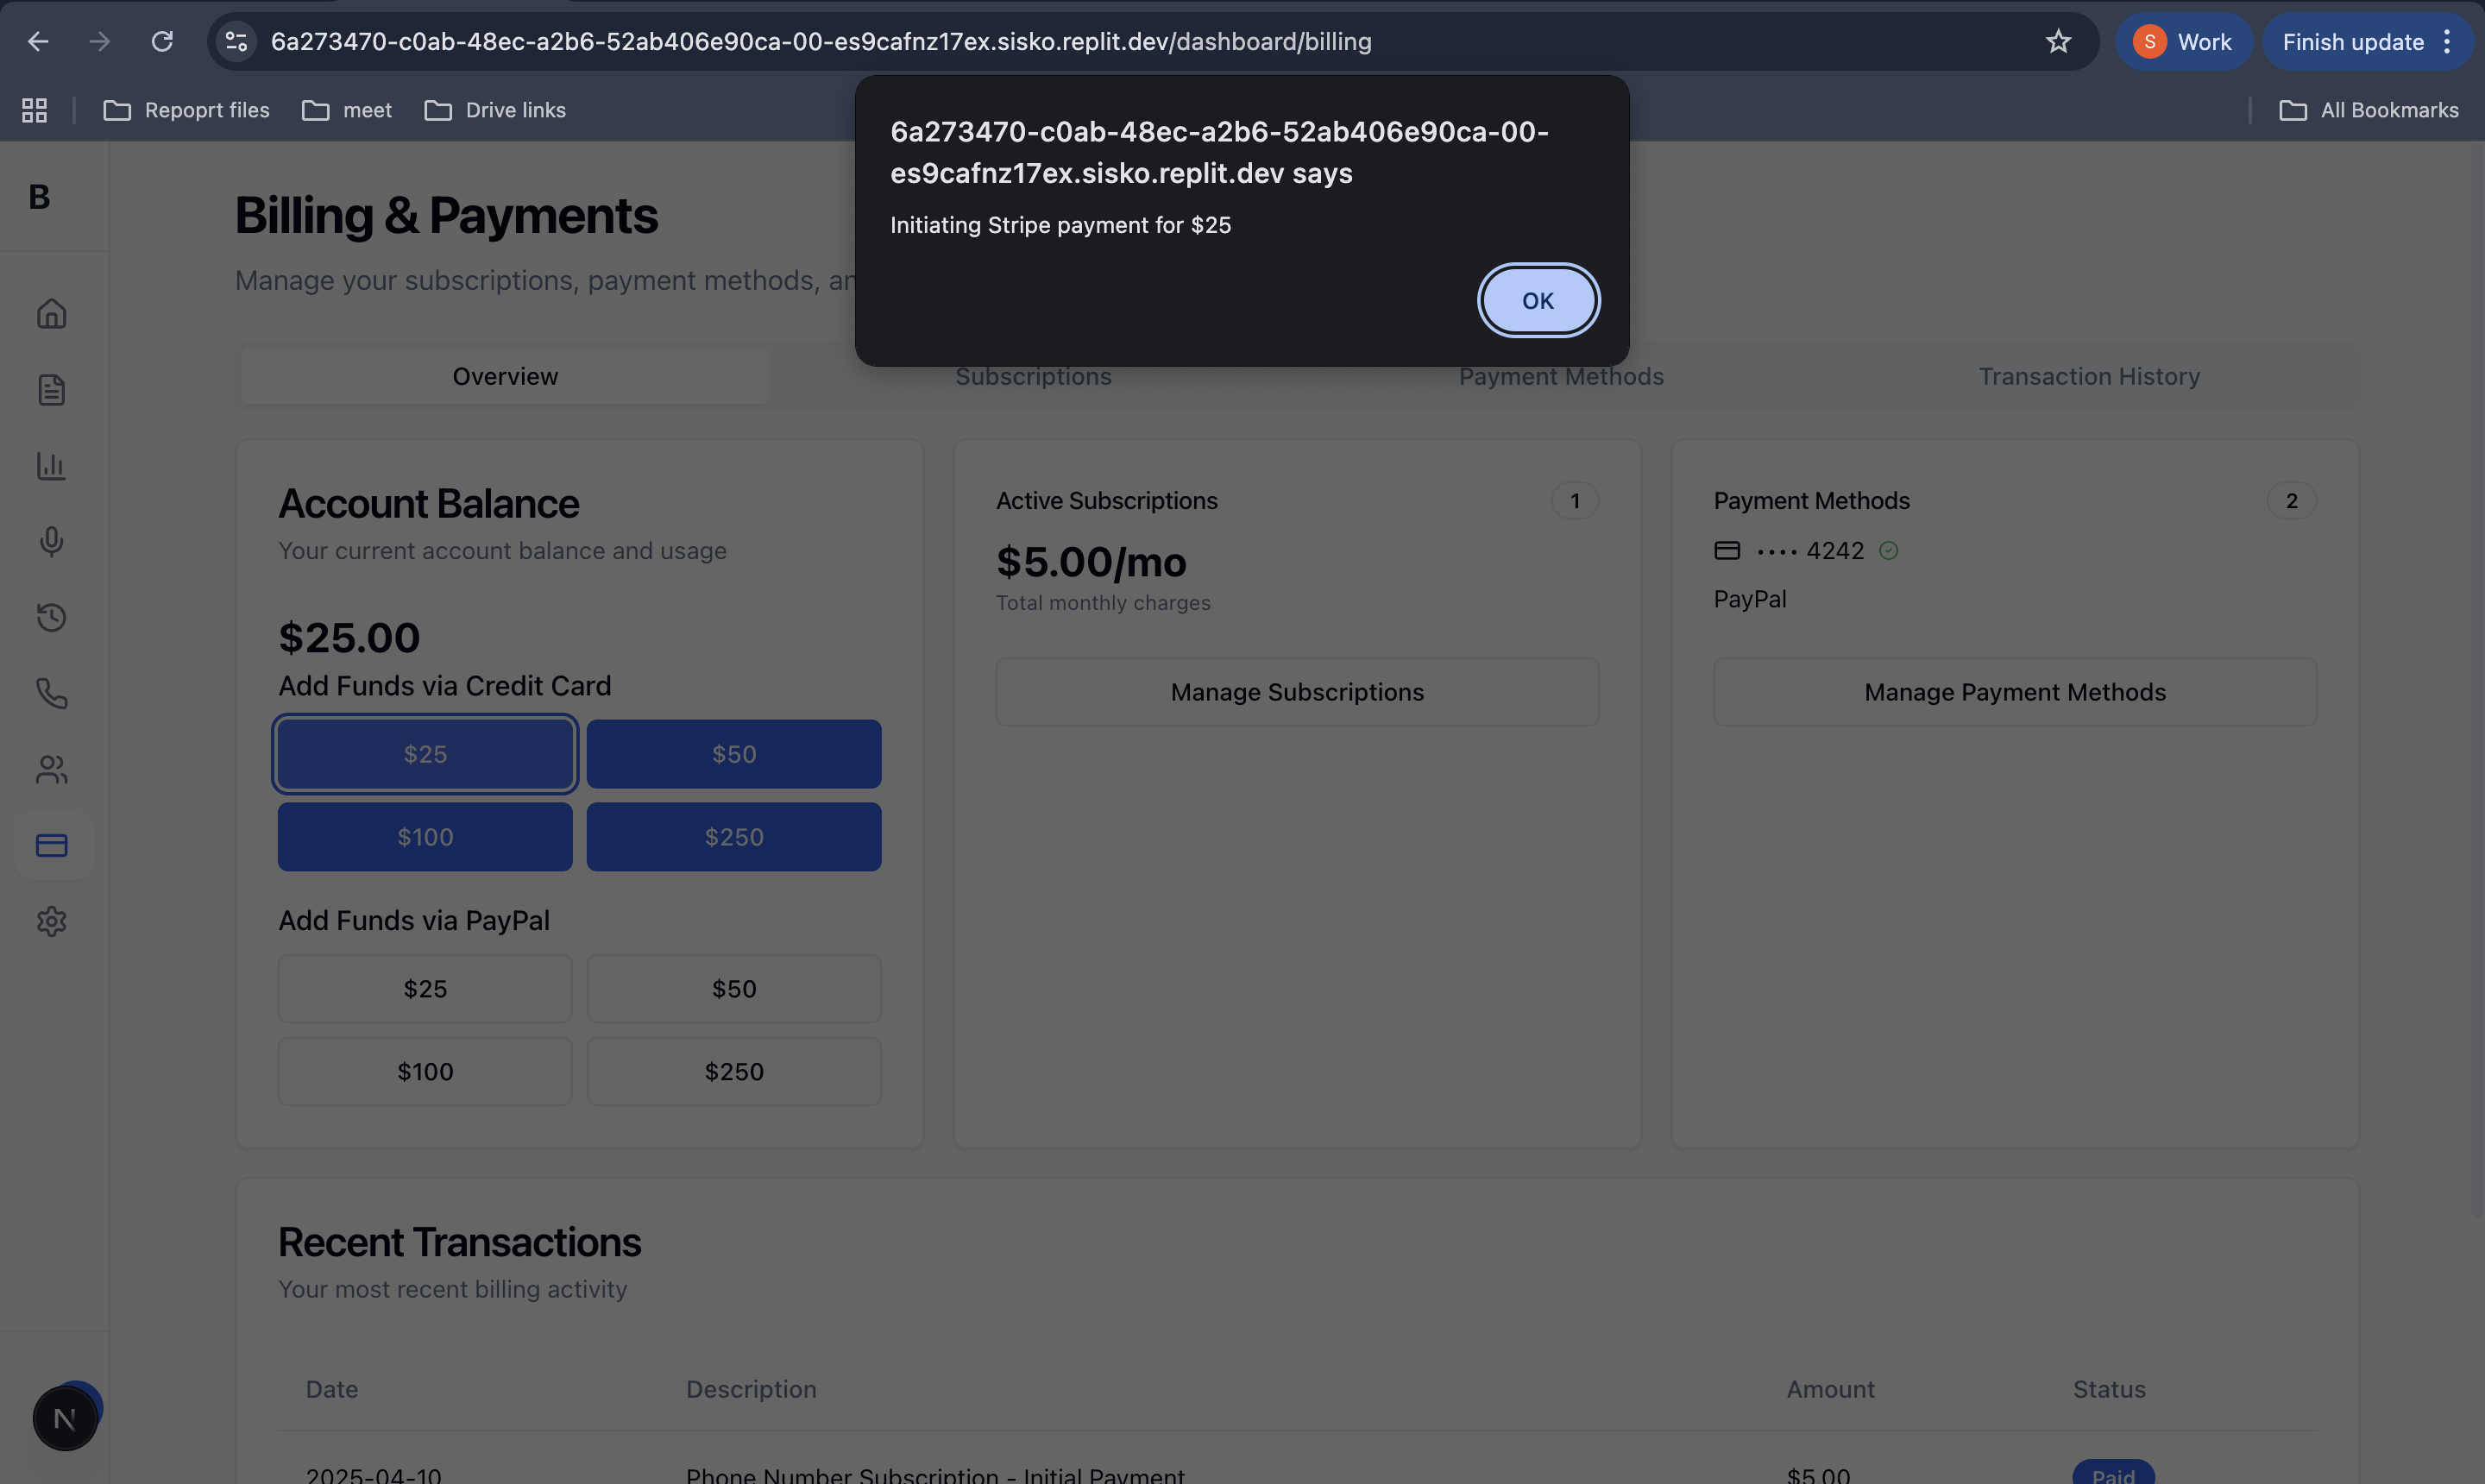 6a273470-c0ab-48ec-a2b6-52ab406e90ca-00-es9cafnz17ex.sisko.replit.dev/dashboard/billing
S Work
Finish update
Repoprt files
meet
Drive links
All Bookmarks
6a273470-c0ab-48ec-a2b6-52ab406e90ca-00-
es9cafnz17ex.sisko.replit.dev says
Initiating Stripe payment for $25
OK
B
Billing & Payments
Manage your subscriptions, payment methods,
Overview
Subscriptions
Payment Methods
Transaction History
Account Balance
Your current account balance and usage
$25.00
Add Funds via Credit Card
$25
$50
$100
$250
Add Funds via PayPal
$25
$50
$100
$250
Active Subscriptions
1
$5.00/mo
Total monthly charges
Manage Subscriptions
Payment Methods
2
•••• 4242
PayPal
Manage Payment Methods
Recent Transactions
Your most recent billing activity
Date
Description
Amount
Status
2025-04-10
Phone Number Subscription - Initial Payment
$5.00
Paid
N